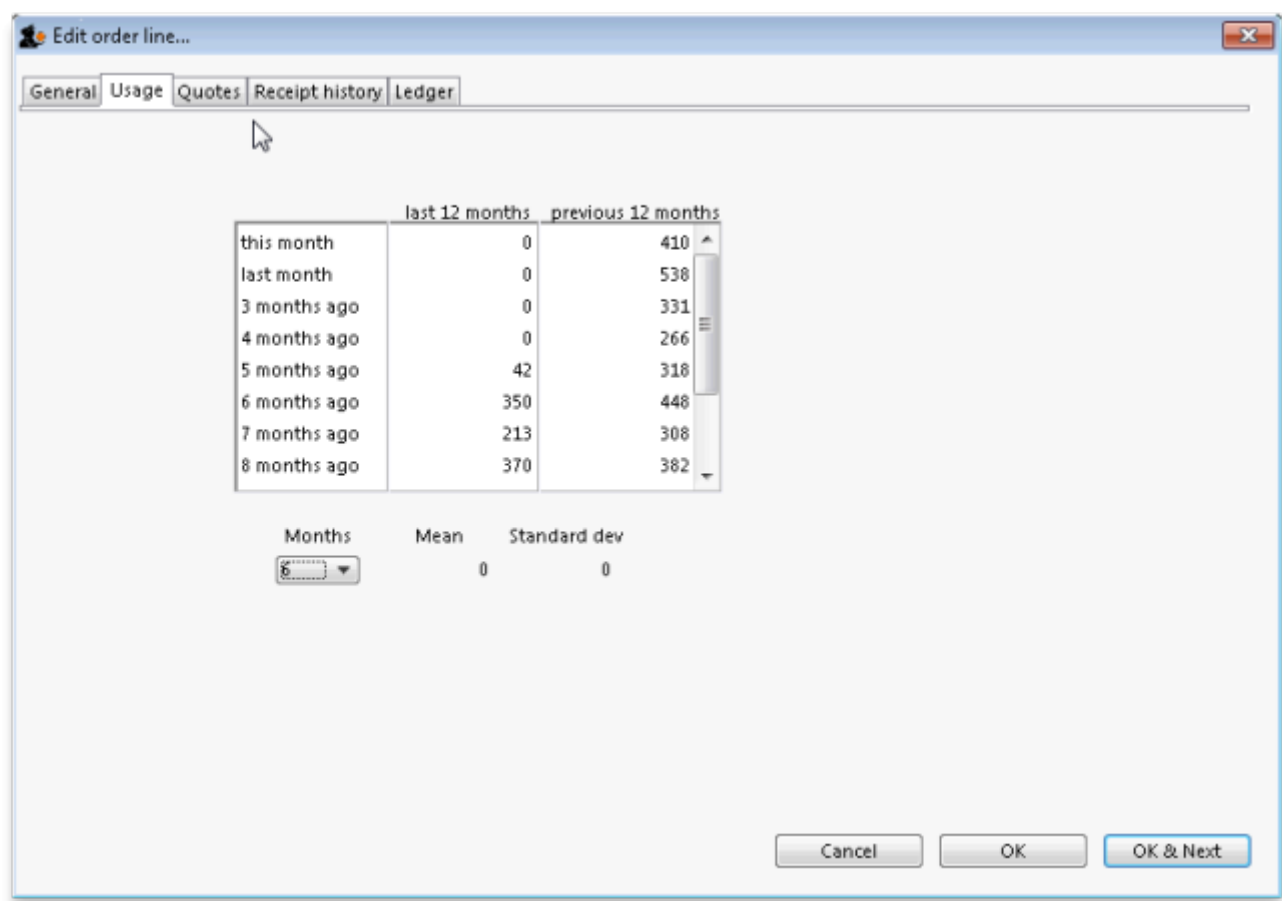 Edit order line...
General Usage Quotes Receipt history Ledger
last 12 months previous 12 months
this month 0 410
last month 0 538
3 months ago 0 331
4 months ago 0 266
5 months ago 42 318
6 months ago 350 448
7 months ago 213 308
8 months ago 370 382
Months Mean Standard dev
6 0 0
Cancel OK OK & Next